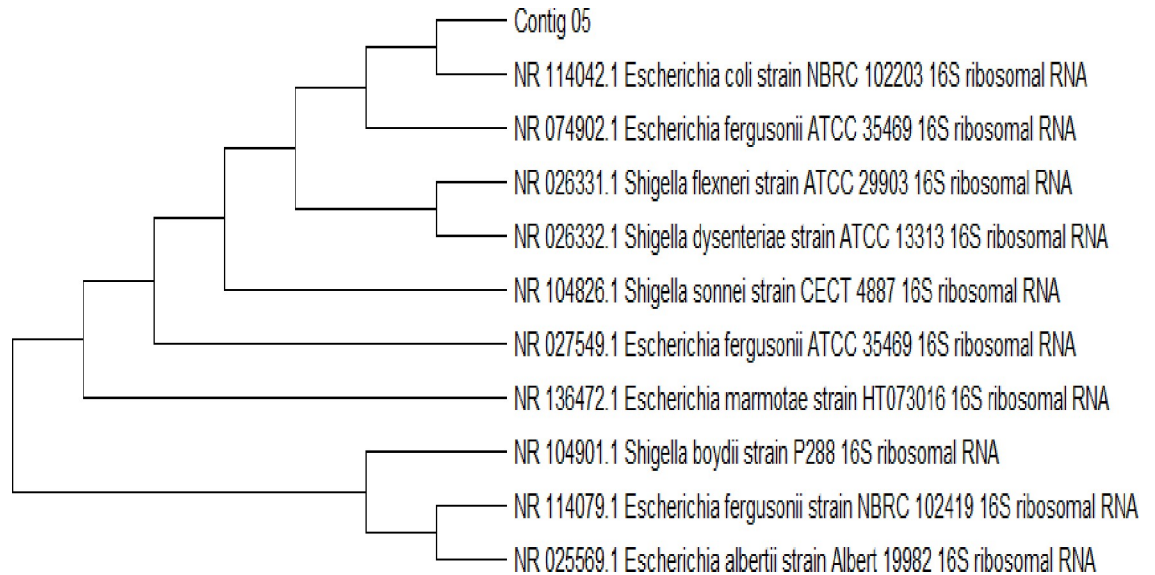 Contig 05
NR 114042.1 Escherichia coli strain NBRC 102203 16S ribosomal RNA
NR 074902.1 Escherichia fergusonii ATCC 35469 16S ribosomal RNA
NR 026331.1 Shigella flexneri strain ATCC 29903 16S ribosomal RNA
NR 026332.1 Shigella dysenteriae strain ATCC 13313 16S ribosomal RNA
NR 104826.1 Shigella sonnei strain CECT 4887 16S ribosomal RNA
NR 027549.1 Escherichia fergusonii ATCC 35469 16S ribosomal RNA
NR 136472.1 Escherichia marmotae strain HT073016 16S ribosomal RNA
NR 104901.1 Shigella boydii strain P288 16S ribosomal RNA
NR 114079.1 Escherichia fergusonii strain NBRC 102419 16S ribosomal RNA
NR 025569.1 Escherichia albertii strain Albert 19982 16S ribosomal RNA